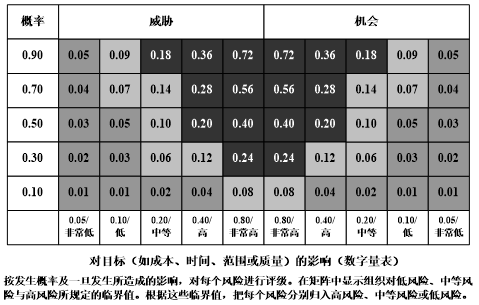 概率 威胁 机会
0.90 0.05 0.09 0.18 0.36 0.72 0.72 0.36 0.18 0.09 0.05
0.70 0.04 0.07 0.14 0.28 0.56 0.56 0.28 0.14 0.07 0.04
0.50 0.03 0.05 0.10 0.20 0.40 0.40 0.20 0.10 0.05 0.03
0.30 0.02 0.03 0.06 0.12 0.24 0.24 0.12 0.06 0.03 0.02
0.10 0.01 0.01 0.02 0.04 0.08 0.08 0.04 0.02 0.01 0.01
0.05/ 0.10/ 0.20/ 0.40/ 0.80/ 0.80/ 0.40/ 0.20/ 0.10/ 0.05/
非常低 低 中等 高 非常高 非常高 高 中等 低 非常低
对目标（如成本、时间、范围或质量）的影响（数字量表）
按发生概率及一旦发生所造成的影响，对每个风险进行评级。在矩阵中显示组织对低风险、中等风
险与高风险所规定的临界值。根据这些临界值，把每个风险分别归入高风险、中等风险或低风险。